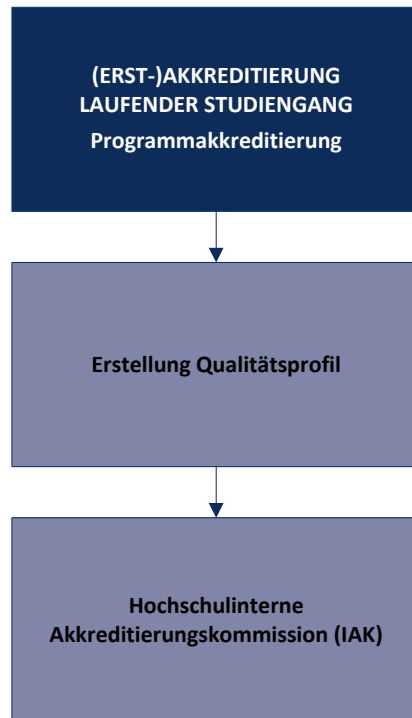 (ERST-)AKKREDITIERUNG
LAUFENDER STUDIENGANG
Programmakkreditierung
Erstellung Qualitätsprofil
Hochschulinterne
Akkreditierungskommission (IAK)